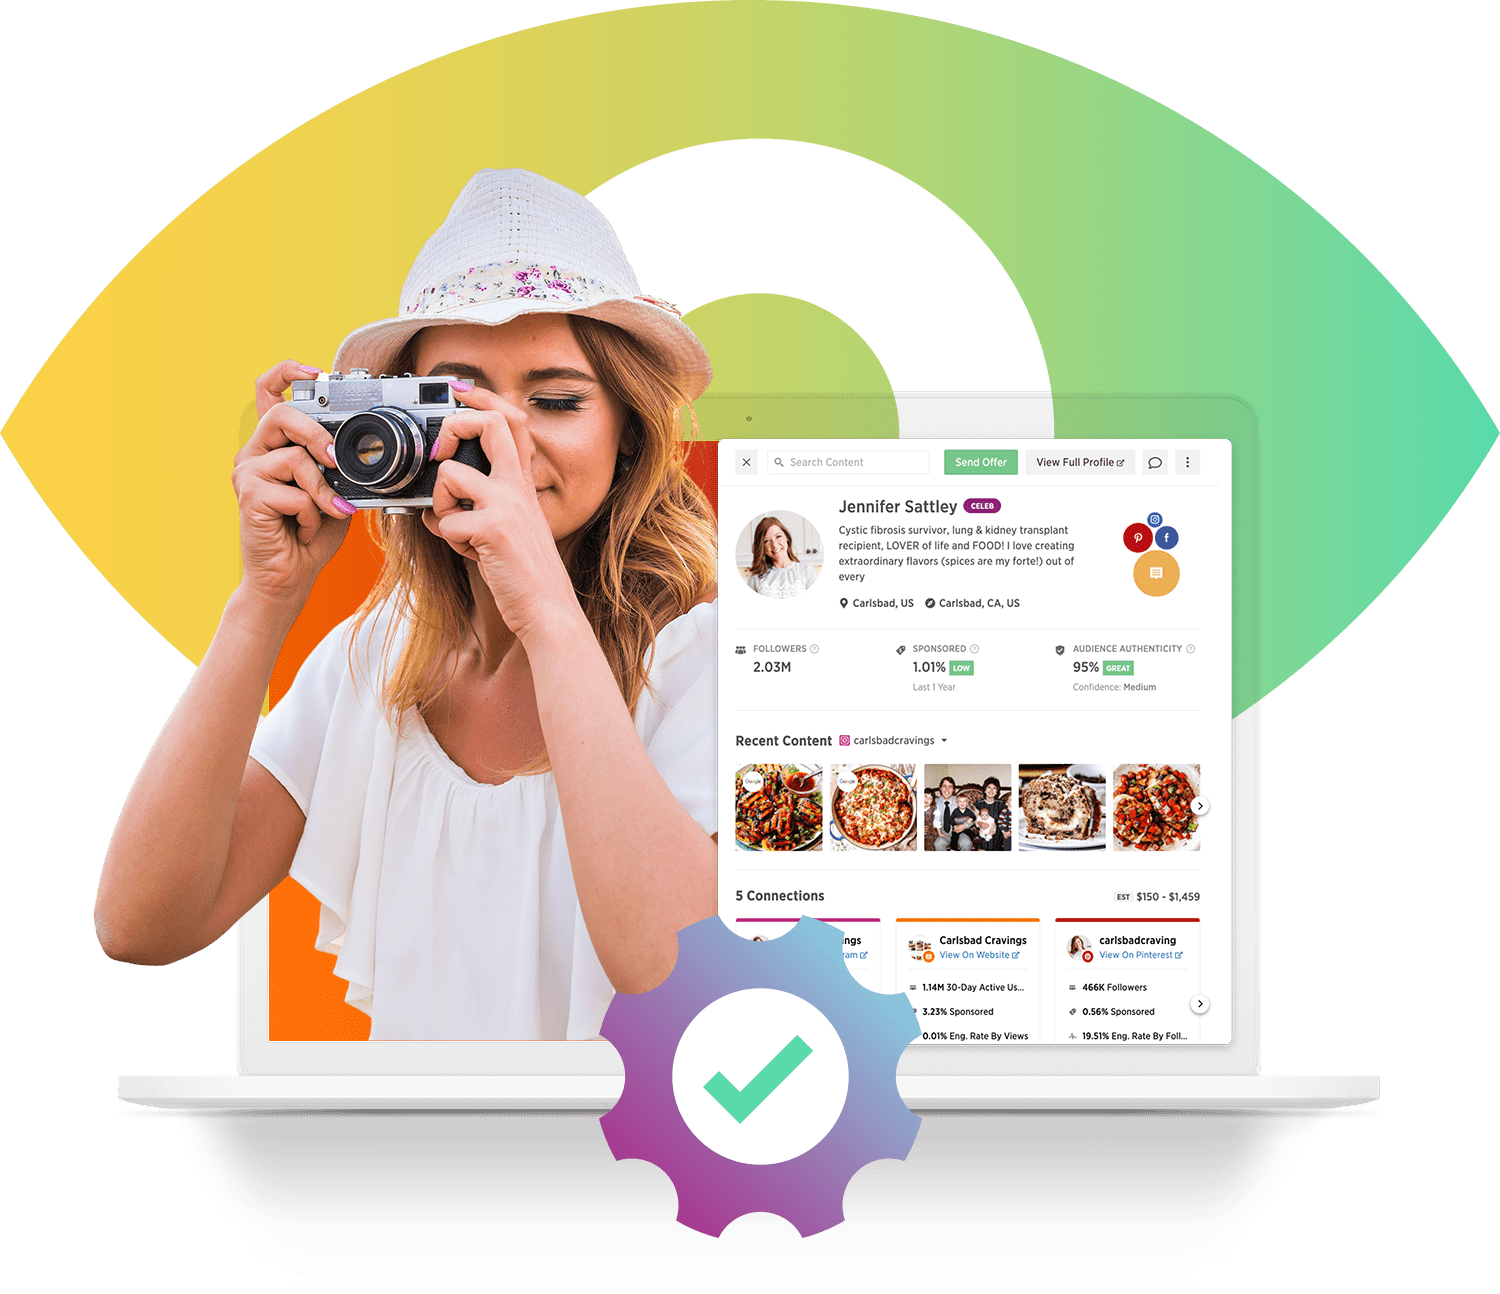 Search Content
Send Offer
View Full Profile
Jennifer Sattley CELEB
Cystic fibrosis survivor, lung & kidney transplant
recipient, LOVER of life and FOOD! I love creating
extraordinary flavors (spices are my forte!) out of
every
Carlsbad, US Carlsbad, CA, US
FOLLOWERS
2.03M
SPONSORED
1.01% LOW
Last 1 Year
AUDIENCE AUTHENTICITY
95% GREAT
Confidence: Medium
Recent Content carlsbadcravings
Google
Google
5 Connections
EST $150 - $1,459
ngs
am
Carlsbad Cravings
View On Website
1.14M 30-Day Active Us...
3.23% Sponsored
0.01% Eng. Rate By Views
carlsbadcraving
View On Pinterest
466K Followers
0.56% Sponsored
19.51% Eng. Rate By Foll...